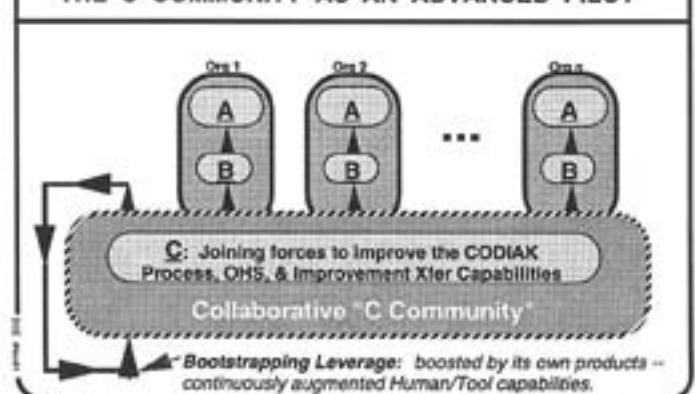 THE "C COMMUNITY" AS AN ADVANCED PILOT
Org 1 Org 2 Org n
A A A
...
B B B
C: Joining forces to improve the CODIAK
Process, OHS, & Improvement Xfer Capabilities
Collaborative "C Community"
Bootstrapping Leverage: boosted by its own products --
continuously augmented Human/Tool capabilities.